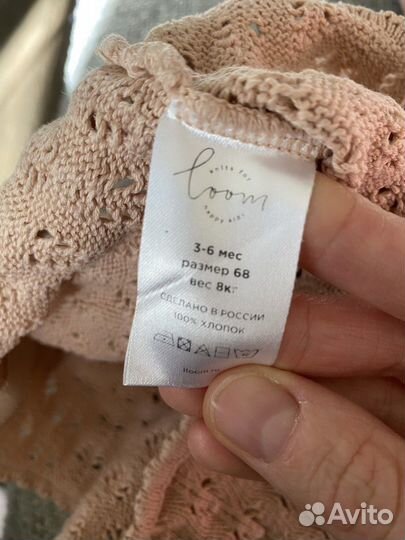 knits for
loom
happy kids
3-6 мес
размер 68
вес 8кг
СДЕЛАНО В РОССИИ
100% ХЛОПОК
Avito